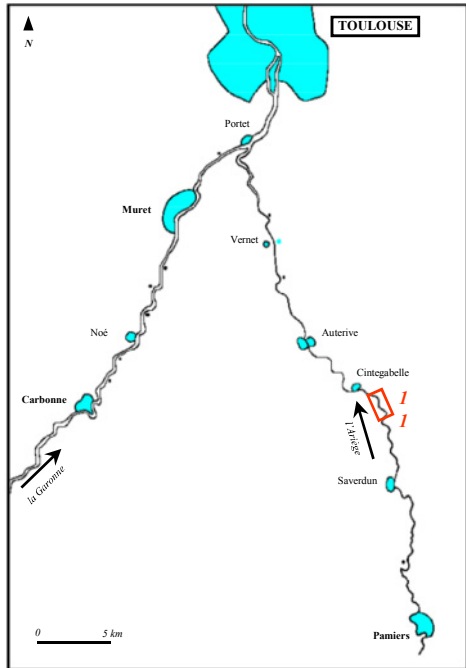 TOULOUSE
N
Portet
Muret
Vernet
Noé
Auterive
Cintegabelle
Carbonne
1
1
la Garonne
l'Ariège
Saverdun
0 5 km
Pamiers